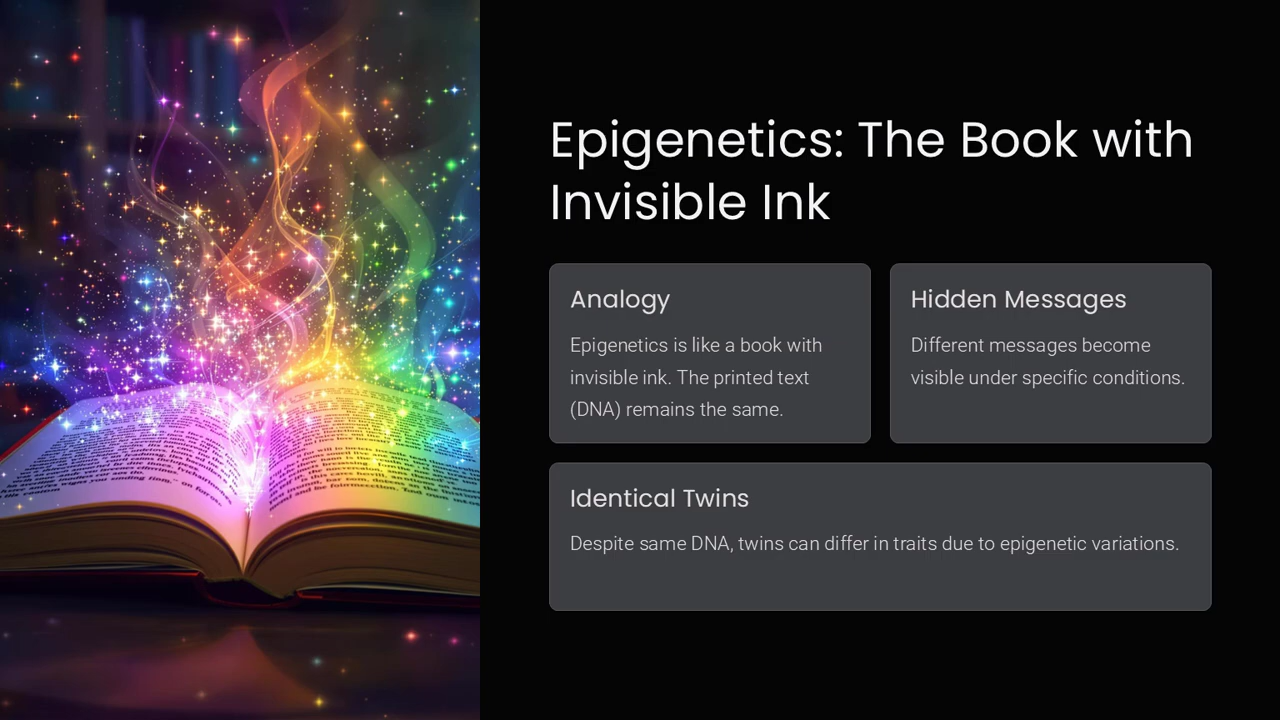 Epigenetics: The Book with
Invisible Ink
Analogy
Epigenetics is like a book with
invisible ink. The printed text
(DNA) remains the same.
Hidden Messages
Different messages become
visible under specific conditions.
Identical Twins
Despite same DNA, twins can differ in traits due to epigenetic variations.